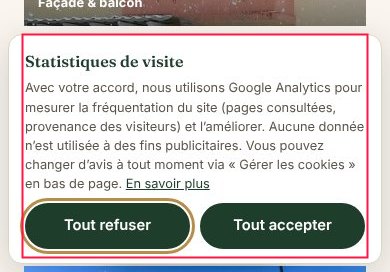 Façade & balcon
Statistiques de visite
Avec votre accord, nous utilisons Google Analytics pour
mesurer la fréquentation du site (pages consultées,
provenance des visiteurs) et l’améliorer. Aucune donnée
n’est utilisée à des fins publicitaires. Vous pouvez
changer d’avis à tout moment via « Gérer les cookies »
en bas de page. En savoir plus
Tout refuser
Tout accepter